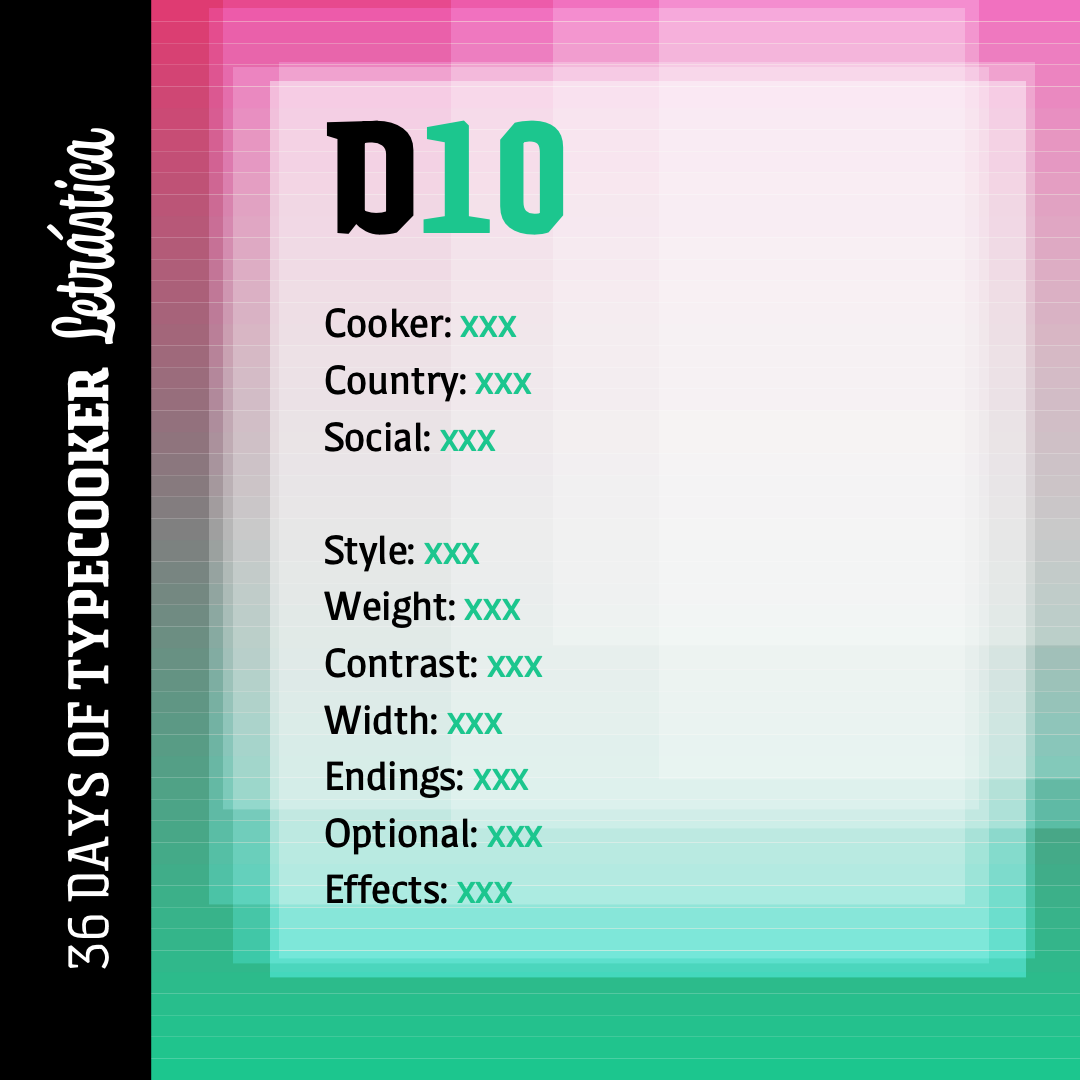 36 DAYS OF TYPECOOKER Letrástica
D10
Cooker: xxx
Country: xxx
Social: xxx
Style: xxx
Weight: xxx
Contrast: xxx
Width: xxx
Endings: xxx
Optional: xxx
Effects: xxx